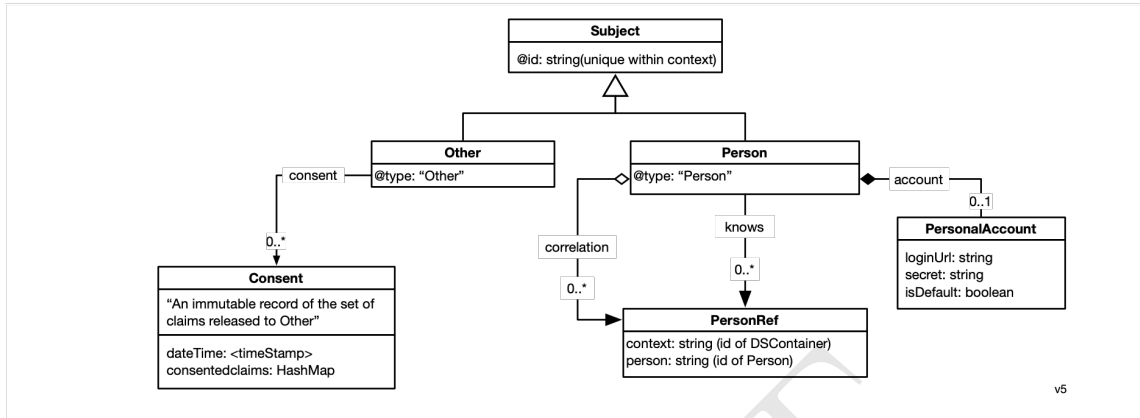 Subject
@id: string(unique within context)
Other
@type: “Other”
Person
@type: “Person”
consent
0..*
account
0..1
correlation
0..*
knows
0..*
PersonalAccount
loginUrl: string
secret: string
isDefault: boolean
Consent
“An immutable record of the set of
claims released to Other”
dateTime: <timeStamp>
consentedclaims: HashMap
PersonRef
context: string (id of DSContainer)
person: string (id of Person)
v5